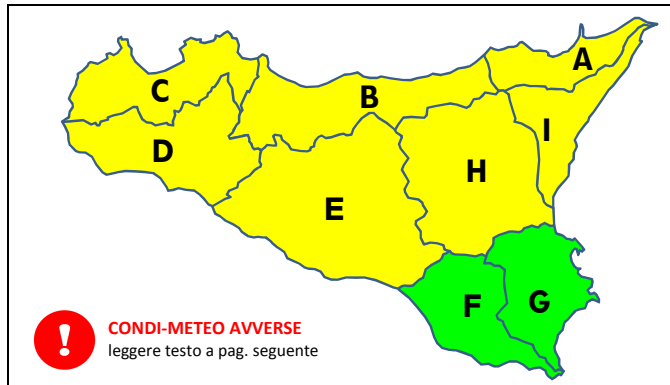 A
C
B
I
D
H
E
F
G
!
CONDI-METEO AVVERSE
leggere testo a pag. seguente